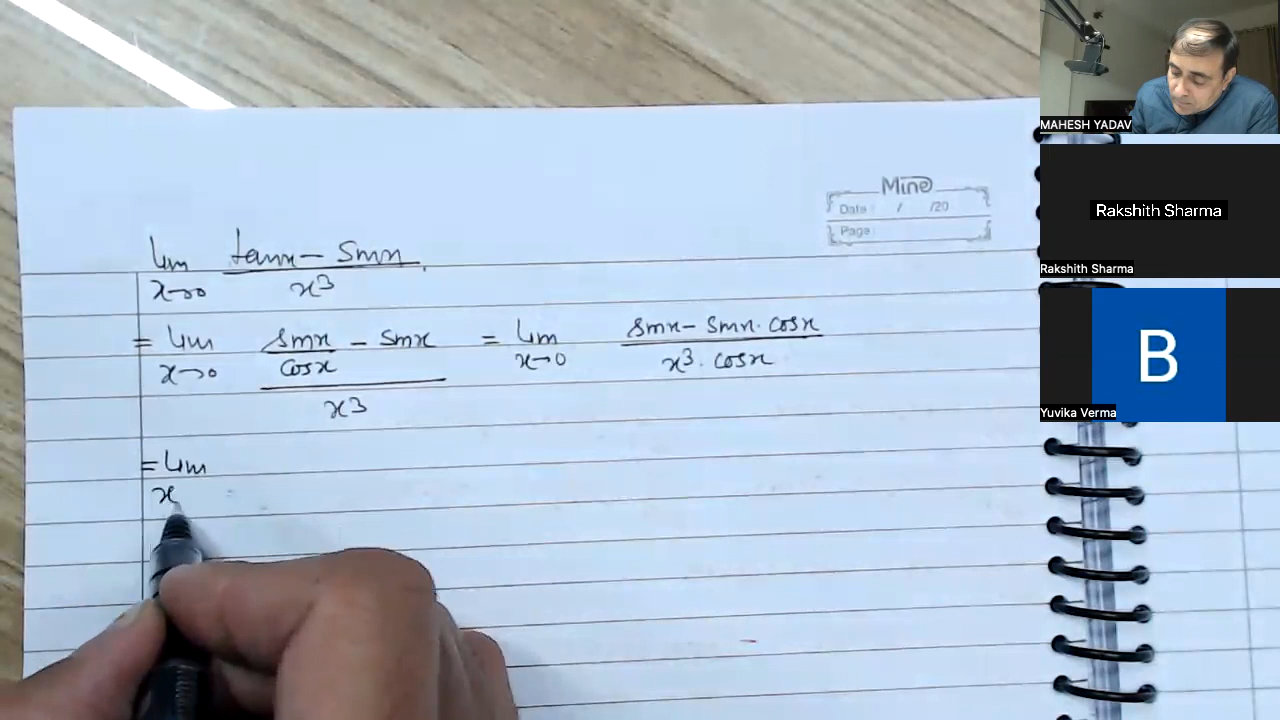 Mine
Date : / /20
Page:
lim tanx - sinx
x→0 x³
= lim sinx/cosx - sinx = lim sinx - sinx · cosx
x→0 x³ x→0 x³ · cosx
= lim
x
MAHESH YADAV
Rakshith Sharma
Rakshith Sharma
B
Yuvika Verma